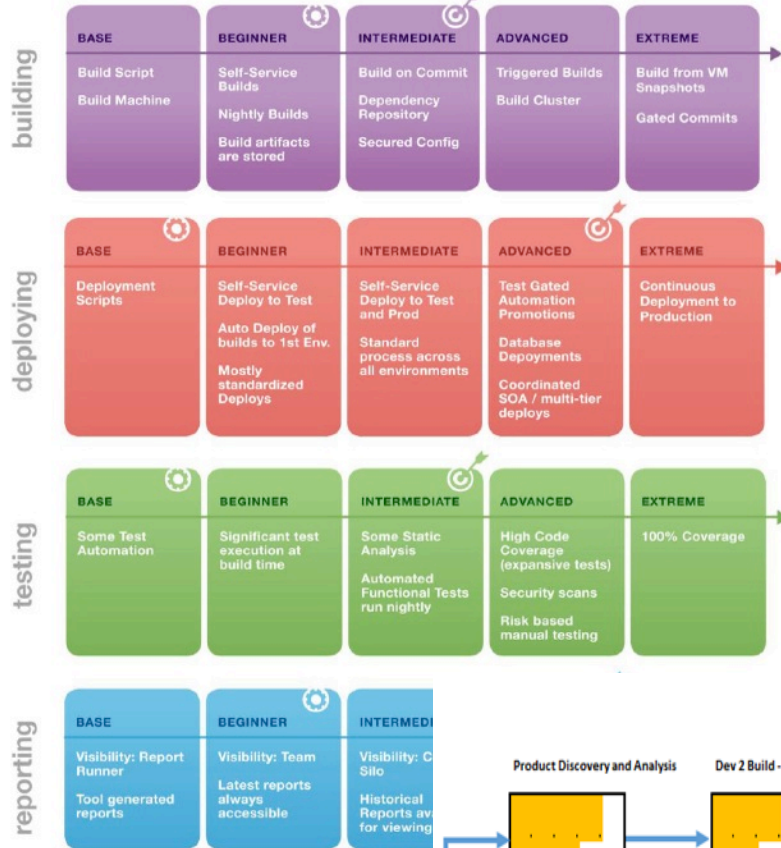 building
BASE
Build Script
Build Machine
BEGINNER
Self-Service
Builds
Nightly Builds
Build artifacts
are stored
INTERMEDIATE
Build on Commit
Dependency
Repository
Secured Config
ADVANCED
Triggered Builds
Build Cluster
EXTREME
Build from VM
Snapshots
Gated Commits
deploying
BASE
Deployment
Scripts
BEGINNER
Self-Service
Deploy to Test
Auto Deploy of
builds to 1st Env.
Mostly
standardized
Deploys
INTERMEDIATE
Self-Service
Deploy to Test
and Prod
Standard
process across
all environments
ADVANCED
Test Gated
Automation
Promotions
Database
Depoyments
Coordinated
SOA / multi-tier
deploys
EXTREME
Continuous
Deployment to
Production
testing
BASE
Some Test
Automation
BEGINNER
Significant test
execution at
build time
INTERMEDIATE
Some Static
Analysis
Automated
Functional Tests
run nightly
ADVANCED
High Code
Coverage
(expansive tests)
Security scans
Risk based
manual testing
EXTREME
100% Coverage
reporting
BASE
Visibility: Report
Runner
Tool generated
reports
BEGINNER
Visibility: Team
Latest reports
always
accessible
Visibility:
Silo
Historical
Reports
for viewing
Product Discovery and Analysis
Dev 2 Build -